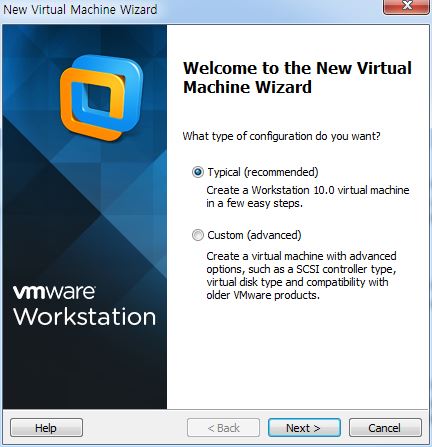 New Virtual Machine Wizard
Welcome to the New Virtual
Machine Wizard
What type of configuration do you want?
Typical (recommended)
Create a Workstation 10.0 virtual machine
in a few easy steps.
Custom (advanced)
Create a virtual machine with advanced
options, such as a SCSI controller type,
virtual disk type and compatibility with
older VMware products.
vmware
Workstation
Help
< Back
Next >
Cancel